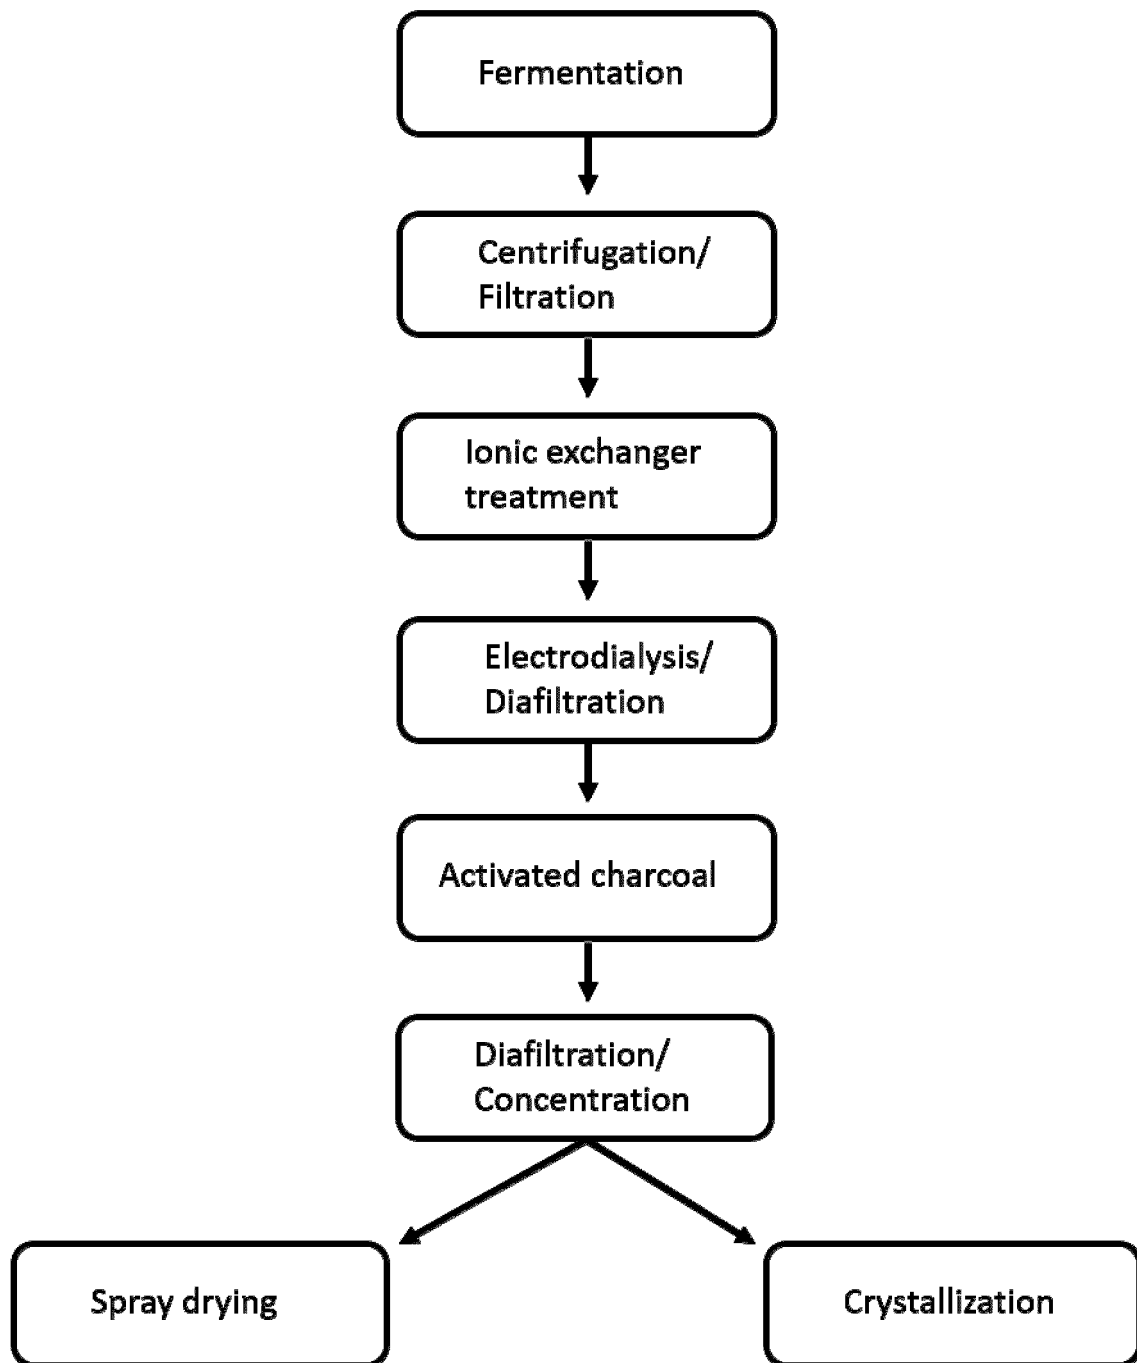 Fermentation
Centrifugation/
Filtration
Ionic exchanger
treatment
Electrodialysis/
Diafiltration
Activated charcoal
Diafiltration/
Concentration
Spray drying
Crystallization